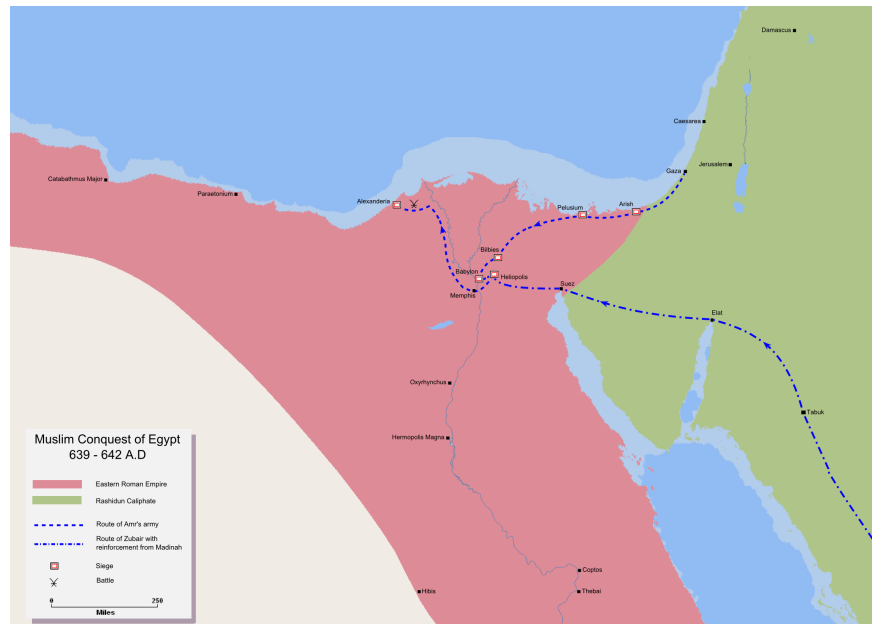 Damascus
Caesarea
Jerusslem
Gaza
Catabathmus Major
Paraetonium
Alexanderia
Pelusium
Arish
Bilbies
Babylon
Heliopolis
Memphis
Suez
Elat
Oxyrhynchus
Tabuk
Hermopolis Magna
Coptos
Hibis
Thebai
Muslim Conquest of Egypt
639 - 642 A.D
Eastern Roman Empire
Rashidun Caliphate
Route of Amr's army
Route of Zubair with
reinforcement from Madinah
Siege
Battle
0 250
Miles